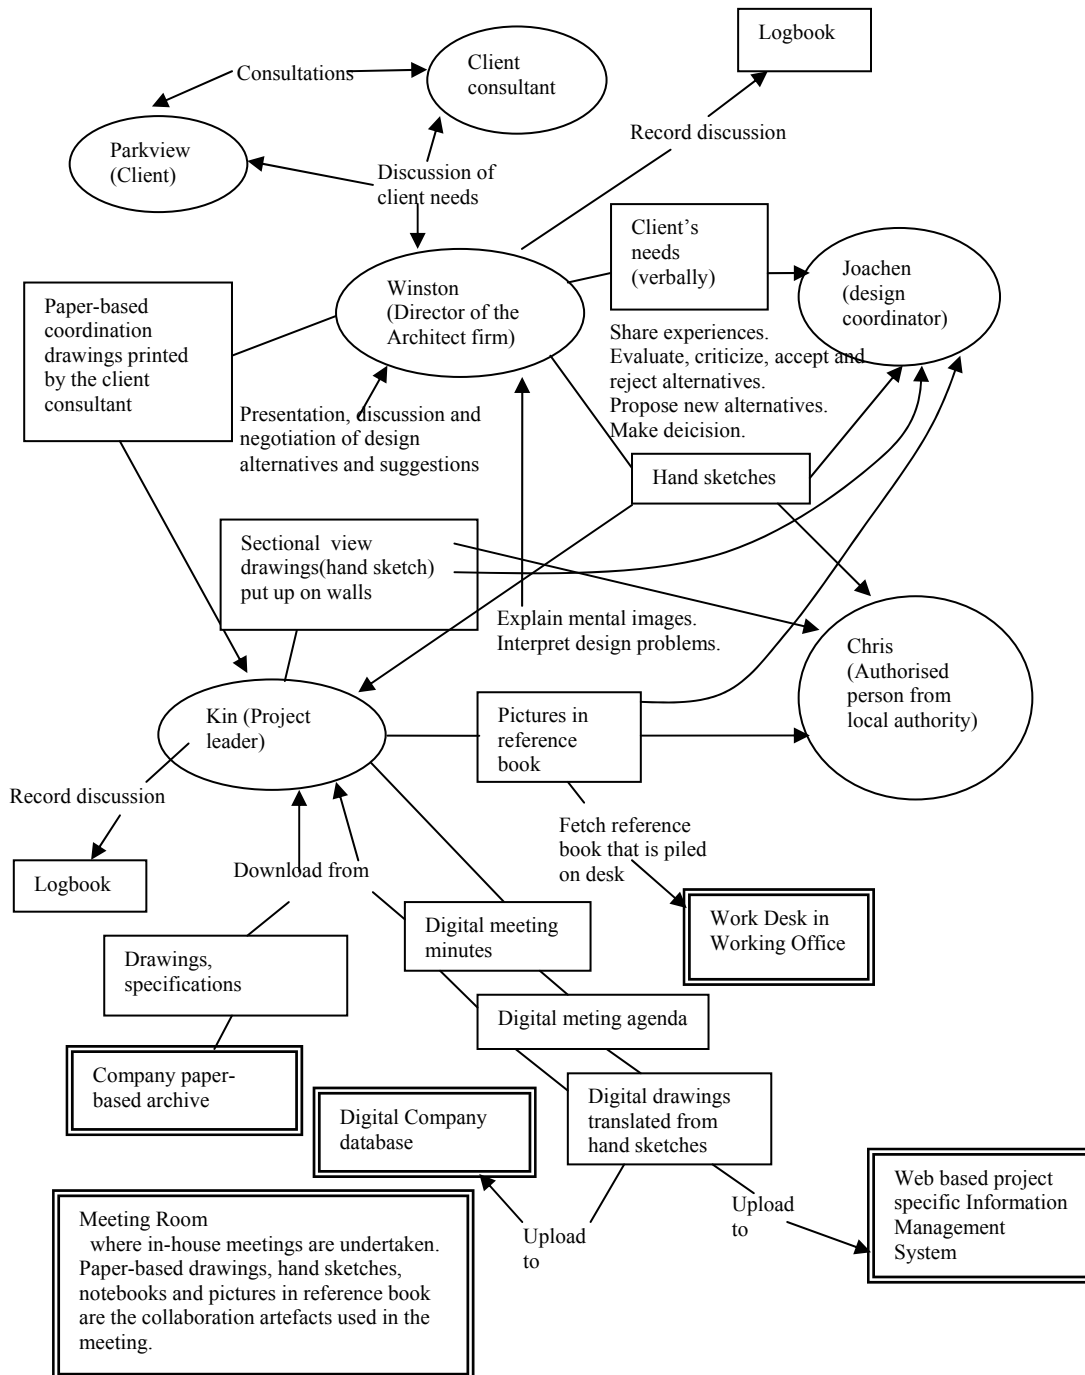 Logbook
Client
consultant
Consultations
Record discussion
Parkview
(Client)
Discussion of
client needs
Client’s
needs
(verbally)
Joachen
(design
coordinator)
Winston
(Director of the
Architect firm)
Paper-based
coordination
drawings printed
by the client
consultant
Share experiences.
Evaluate, criticize, accept and
reject alternatives.
Propose new alternatives.
Make deicision.
Presentation, discussion and
negotiation of design
alternatives and suggestions
Hand sketches
Sectional view
drawings(hand sketch)
put up on walls
Explain mental images.
Interpret design problems.
Chris
(Authorised
person from
local authority)
Kin (Project
leader)
Pictures in
reference
book
Record discussion
Logbook
Download from
Fetch reference
book that is piled
on desk
Work Desk in
Working Office
Digital meeting
minutes
Drawings,
specifications
Digital meting agenda
Company paper-
based archive
Digital Company
database
Digital drawings
translated from
hand sketches
Web based project
specific Information
Management
System
Upload
to
Upload
to
Meeting Room
where in-house meetings are undertaken.
Paper-based drawings, hand sketches,
notebooks and pictures in reference book
are the collaboration artefacts used in the
meeting.